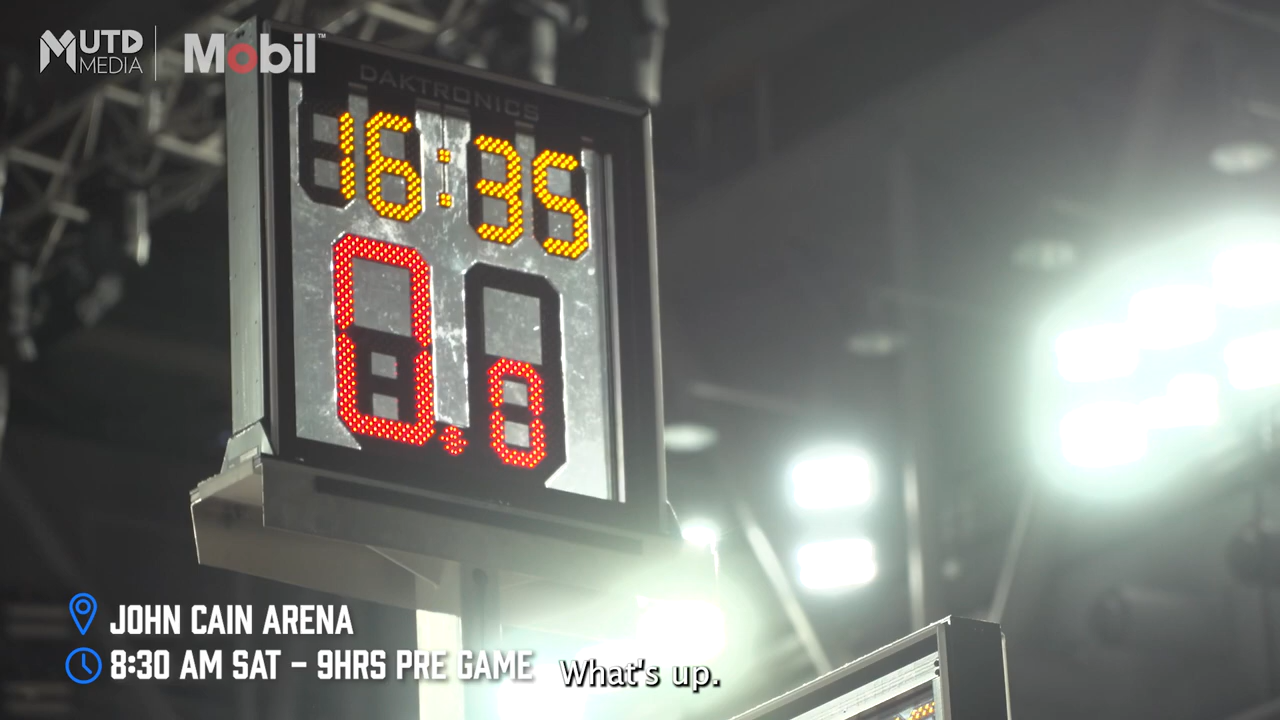 MUTD
MEDIA
Mobil™
DAKTRONICS
16:35
0.0
JOHN CAIN ARENA
8:30 AM SAT – 9HRS PRE GAME
What's up.